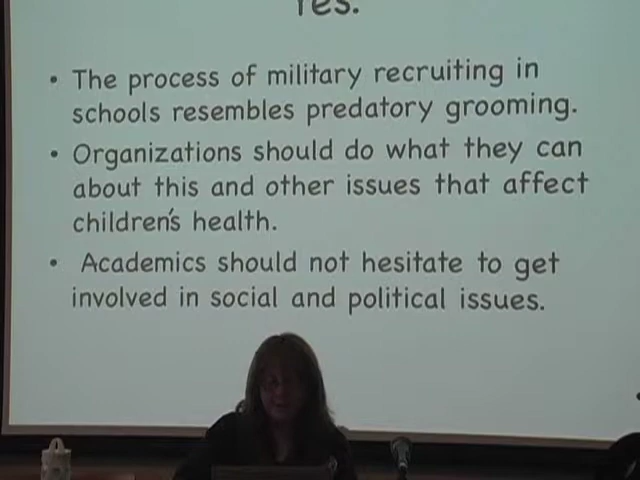 Yes.
• The process of military recruiting in
schools resembles predatory grooming.
• Organizations should do what they can
about this and other issues that affect
children's health.
• Academics should not hesitate to get
involved in social and political issues.